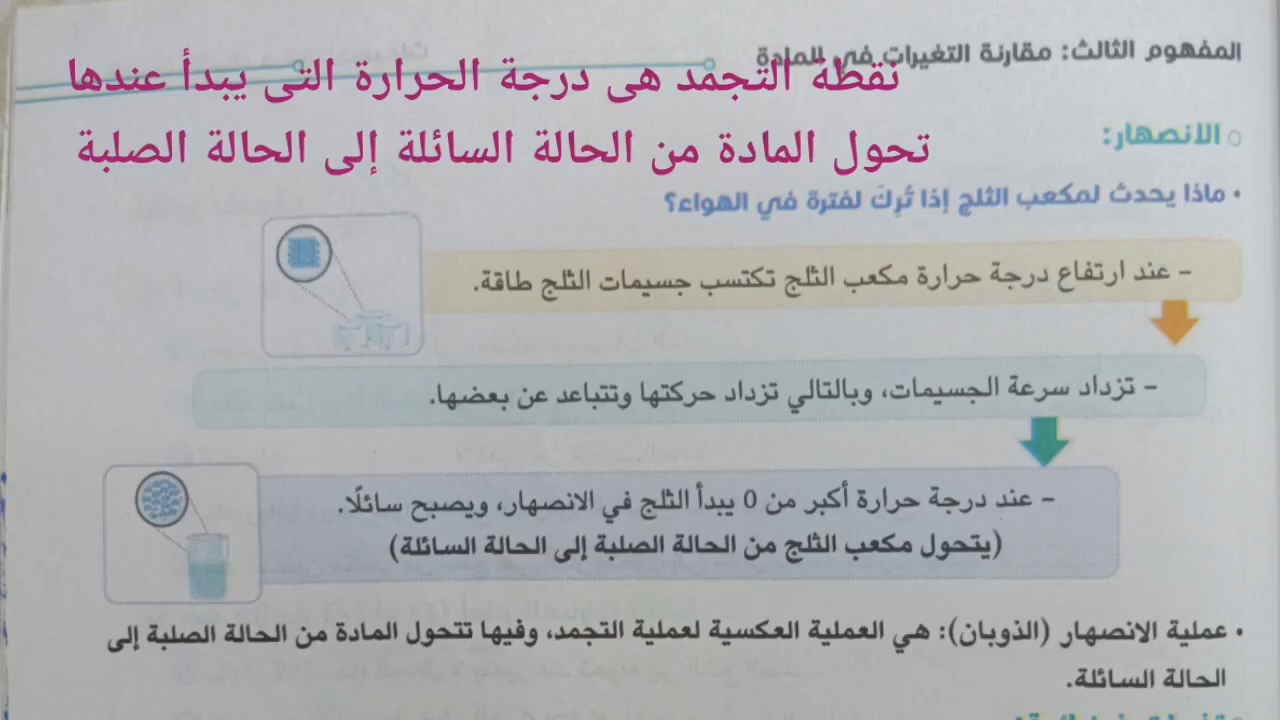 المفهوم الثالث: مقارنة التغيرات في المادة
نقطة التجمد هى درجة الحرارة التى يبدأ عندها
تحول المادة من الحالة السائلة إلى الحالة الصلبة
الانصهار:
• ماذا يحدث لمكعب الثلج إذا تُرِكَ لفترة في الهواء؟
- عند ارتفاع درجة حرارة مكعب الثلج تكتسب جسيمات الثلج طاقة.
- تزداد سرعة الجسيمات، وبالتالي تزداد حركتها وتتباعد عن بعضها.
- عند درجة حرارة أكبر من 0 يبدأ الثلج في الانصهار، ويصبح سائلًا.
(يتحول مكعب الثلج من الحالة الصلبة إلى الحالة السائلة)
• عملية الانصهار (الذوبان): هي العملية العكسية لعملية التجمد، وفيها تتحول المادة من الحالة الصلبة إلى
الحالة السائلة.